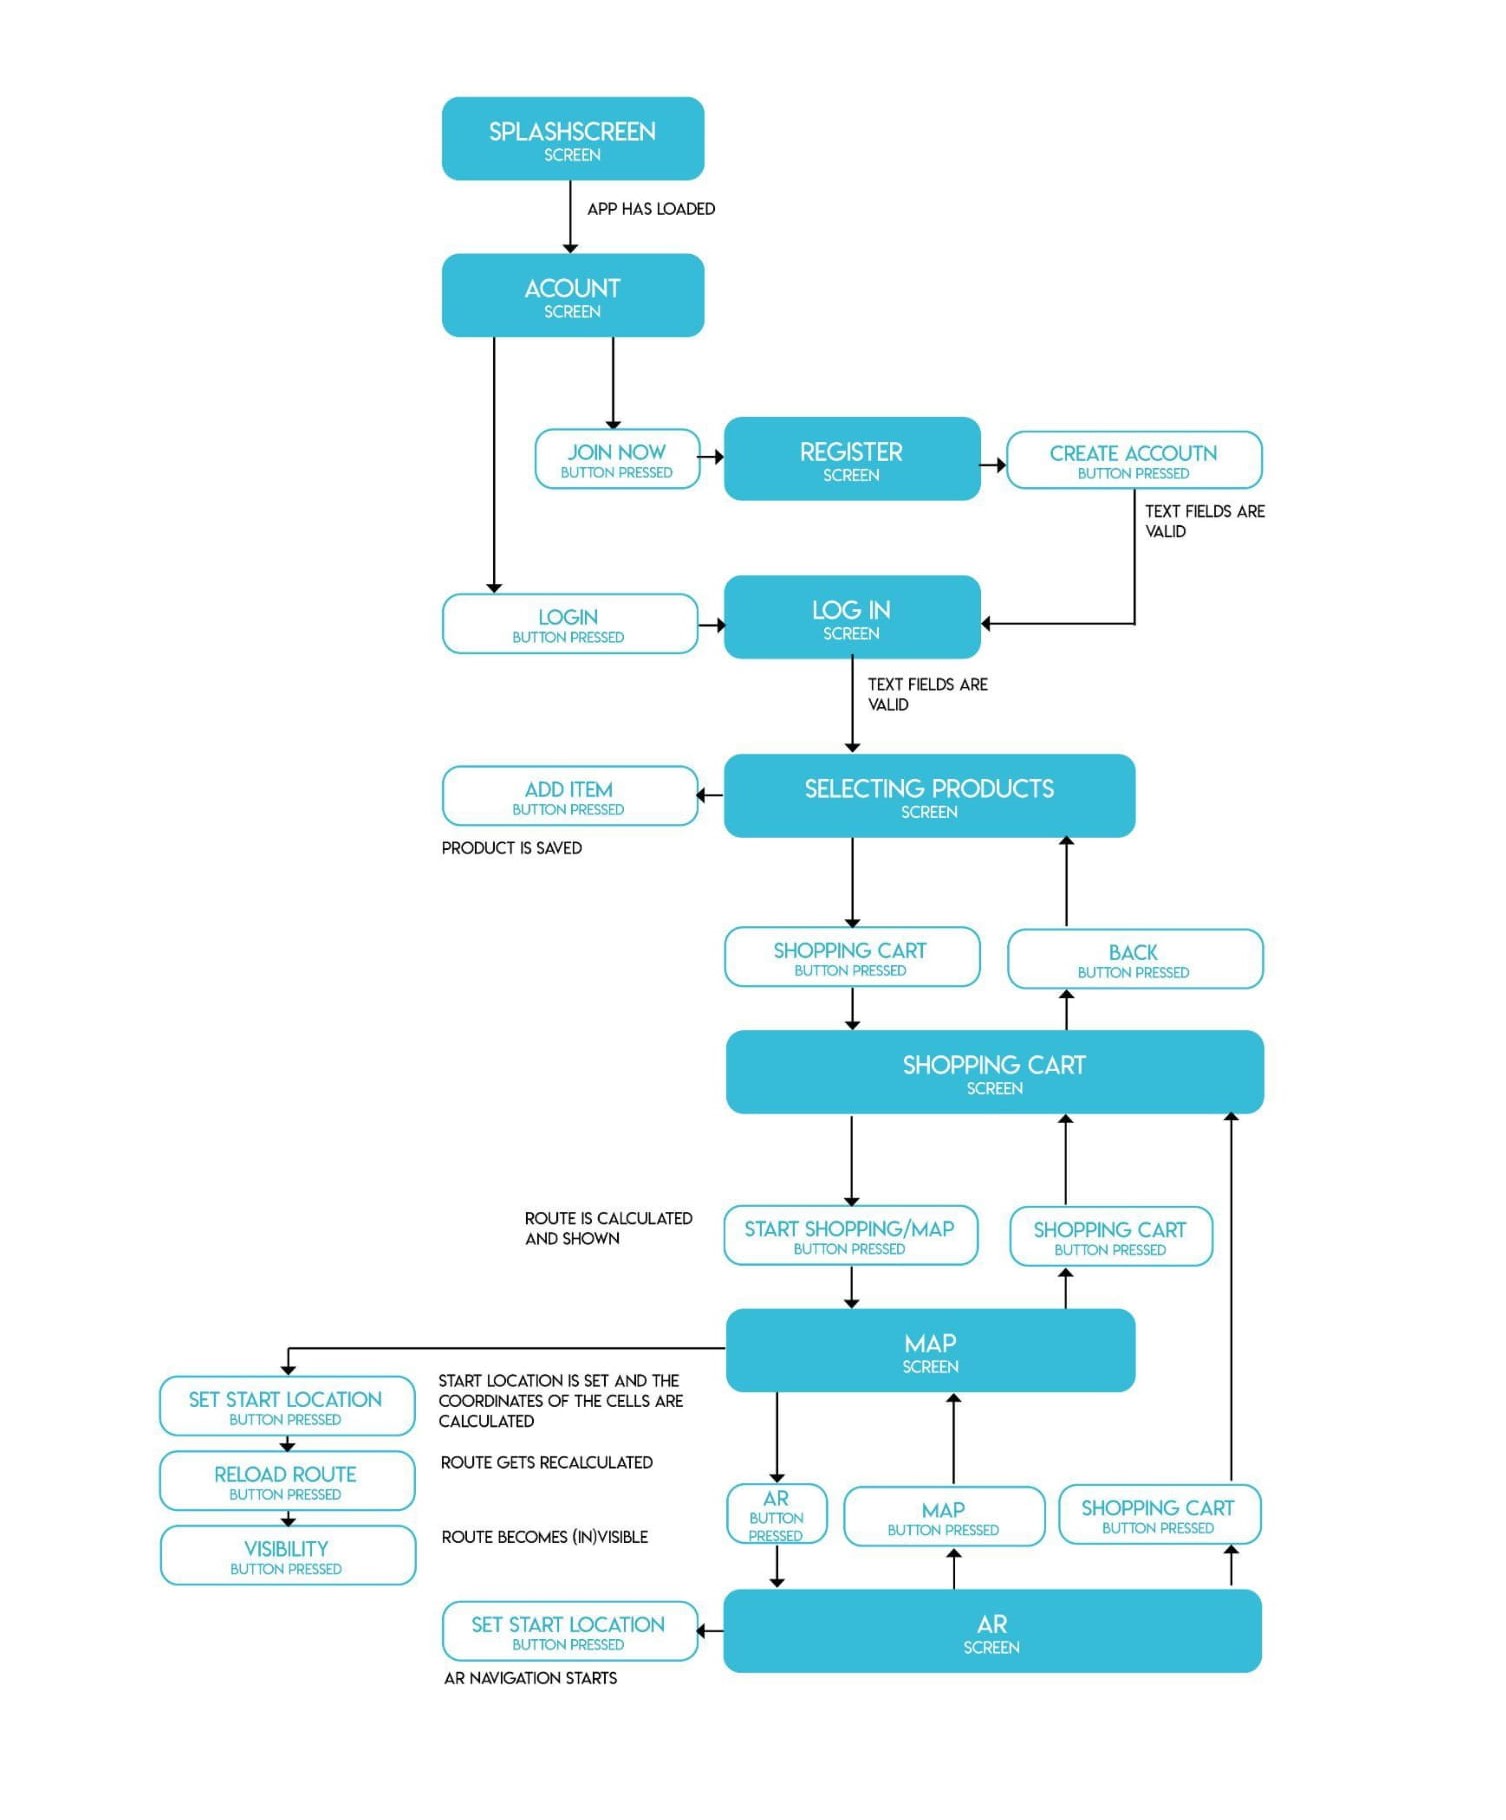 SPLASHSCREEN
SCREEN
APP HAS LOADED
ACOUNT
SCREEN
JOIN NOW
BUTTON PRESSED
REGISTER
SCREEN
CREATE ACCOUTN
BUTTON PRESSED
TEXT FIELDS ARE
VALID
LOGIN
BUTTON PRESSED
LOG IN
SCREEN
TEXT FIELDS ARE
VALID
ADD ITEM
BUTTON PRESSED
PRODUCT IS SAVED
SELECTING PRODUCTS
SCREEN
SHOPPING CART
BUTTON PRESSED
BACK
BUTTON PRESSED
SHOPPING CART
SCREEN
ROUTE IS CALCULATED
AND SHOWN
START SHOPPING/MAP
BUTTON PRESSED
SHOPPING CART
BUTTON PRESSED
MAP
SCREEN
SET START LOCATION
BUTTON PRESSED
START LOCATION IS SET AND THE
COORDINATES OF THE CELLS ARE
CALCULATED
RELOAD ROUTE
BUTTON PRESSED
ROUTE GETS RECALCULATED
VISIBILITY
BUTTON PRESSED
ROUTE BECOMES (IN)VISIBLE
AR
BUTTON
PRESSED
MAP
BUTTON PRESSED
SHOPPING CART
BUTTON PRESSED
SET START LOCATION
BUTTON PRESSED
AR NAVIGATION STARTS
AR
SCREEN